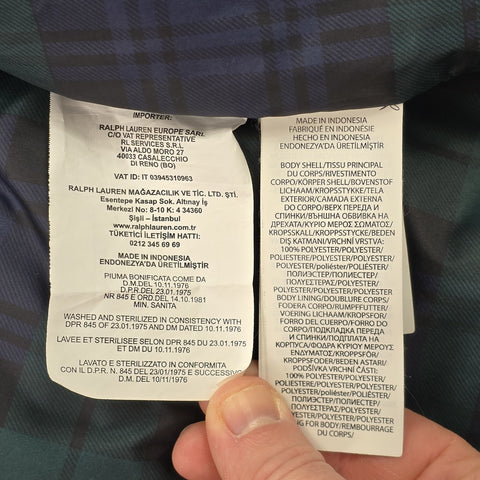 IMPORTER:
RALPH LAUREN EUROPE SARL
C/O VAT REPRESENTATIVE
RL SERVICES S.R.L
VIA ALDO MORO 27
40033 CASALECCHIO
DI RENO (BO)
VAT ID: IT 03945310963
RALPH LAUREN MAĞAZACILIK VE TİC. LTD. ŞTİ.
Esentepe Kasap Sok. Altınay İş
Merkezi No: 8-10 K: 4 34360
Şişli – İstanbul
www.ralphlauren.com.tr
TÜKETİCİ İLETİŞİM HATTI:
0212 345 69 69
MADE IN INDONESIA
ENDONEZYA'DA ÜRETİLMİŞTİR
PIUMA BONIFICATA COME DA
D.M.DEL 10.11.1976
D.P.R.DEL 23.01.1975
NR 845 E ORD.DEL 14.10.1981
MIN. SANITA
WASHED AND STERILIZED IN CONSISTENCY WITH
DPR 845 OF 23.01.1975 AND DM DATED 10.11.1976
LAVEE ET STERILISEE SELON DPR 845 DU 23.01.1975
ET DM DU 10.11.1976
LAVATO E STERILIZZATO IN CONFORMITA
CON IL D.P.R. N. 845 DEL 23/01/1975 E SUCCESSIVO
D.M. DEL 10/11/1976
MADE IN INDONESIA
FABRIQUÉ EN INDONÉSIE
HECHO EN INDONESIA
ENDONEZYA'DA ÜRETİLMİŞTİR
BODY SHELL/TISSU PRINCIPAL
DU CORPS/RIVESTIMENTO
CORPO/KÖRPER SHELL/BOVENSTOF
LICHAAM/KROPSSTYKKE/TELA
EXTERIOR/CAMADA EXTERNA
DO CORPO/ВЕРХ ПЕРЕДА И
СПИНКИ/ВЪНШНА ОБВИВКА НА
ДРЕХАТА/ΚΥΡΙΟ ΜΕΡΟΣ ΣΩΜΑΤΟΣ/
KROPPSSKALL/KROPPSSTYCKE/BEDEN
DIŞ KATMANI/VRCHNÍ VRSTVA:
100% POLYESTER/POLYESTER/
POLIESTERE/POLYESTER/POLYESTER/
POLYESTER/poliéster/POLIÉSTER/
ПОЛИЭСТЕР/ПОЛИЕСТЕР/
ΠΟΛΥΕΣΤΕΡΑΣ/POLYESTER/
POLYESTER/POLYESTER/POLYESTER
BODY LINING/DOUBLURE CORPS/
FODERA CORPO/RUMPFFUTTER/
VOERING LICHAAM/KROPSFOR/
FORRO DEL CUERPO/FORRO DO
CORPO/ПОДКЛАДКА ПЕРЕДА
И СПИНКИ/ПОДПЛАТА НА
КОРПУСА/ΦΟΔΡΑ ΚΥΡΙΟΥ ΜΕΡΟΥΣ
ΕΝΔΥΜΑΤΟΣ/KROPPSFÔR/
KROPPSFODER/BEDEN ASTARI/
PODŠÍVKA VRCHNÍ ČÁSTI:
100% POLYESTER/POLYESTER/
POLIESTERE/POLYESTER/POLYESTER/
POLYESTER/poliéster/POLIÉSTER/
ПОЛИЭСТЕР/ПОЛИЕСТЕР/
ΠΟΛΥΕΣΤΕΡΑΣ/POLYESTER/
POLYESTER/POLYESTER/POLYESTER
FOR BODY/REMBOURRAGE
DU CORPS/